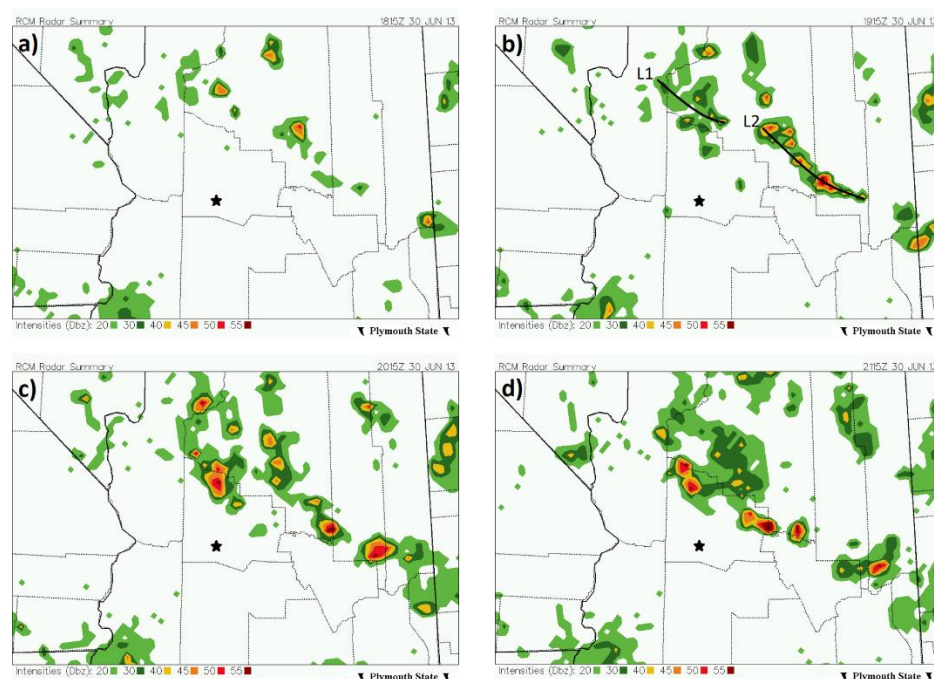 RCM Radar Summary 1815Z 30 JUN 13
a)
Intensities (Dbz): 20 30 40 45 50 55 Plymouth State
RCM Radar Summary 1915Z 30 JUN 13
b)
L1
L2
Intensities (Dbz): 20 30 40 45 50 55 Plymouth State
RCM Radar Summary 2015Z 30 JUN 13
c)
Intensities (Dbz): 20 30 40 45 50 55 Plymouth State
RCM Radar Summary 2115Z 30 JUN 13
d)
Intensities (Dbz): 20 30 40 45 50 55 Plymouth State